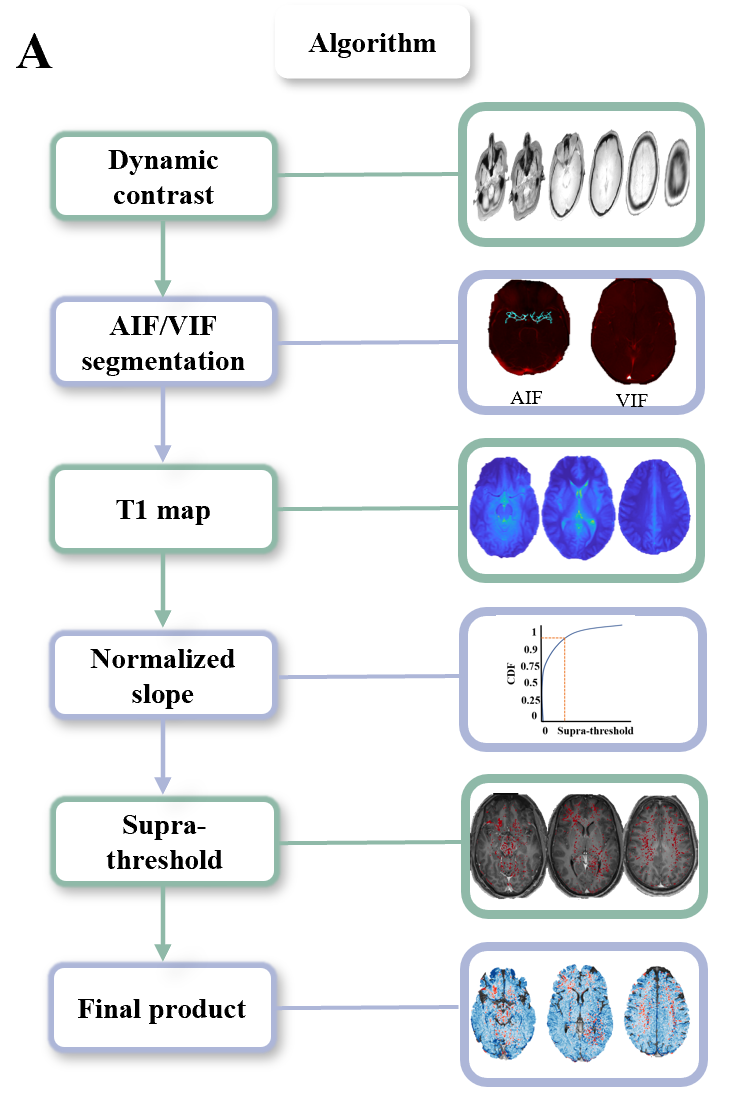 A
Algorithm
Dynamic
contrast
AIF/VIF
segmentation
AIF
VIF
T1 map
Normalized
slope
CDF
1
0.9
0.75
0.5
0.25
0
0
Supra-threshold
Supra-
threshold
Final product